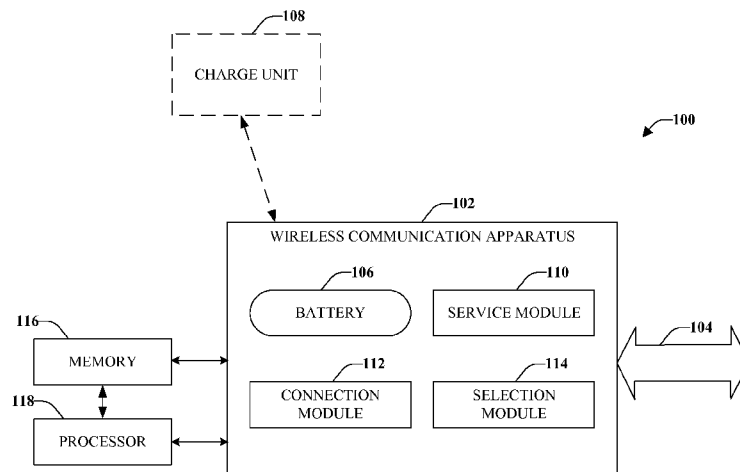 108
CHARGE UNIT
100
102
WIRELESS COMMUNICATION APPARATUS
106
110
BATTERY
SERVICE MODULE
116
104
MEMORY
112
114
118
CONNECTION
MODULE
SELECTION
MODULE
PROCESSOR